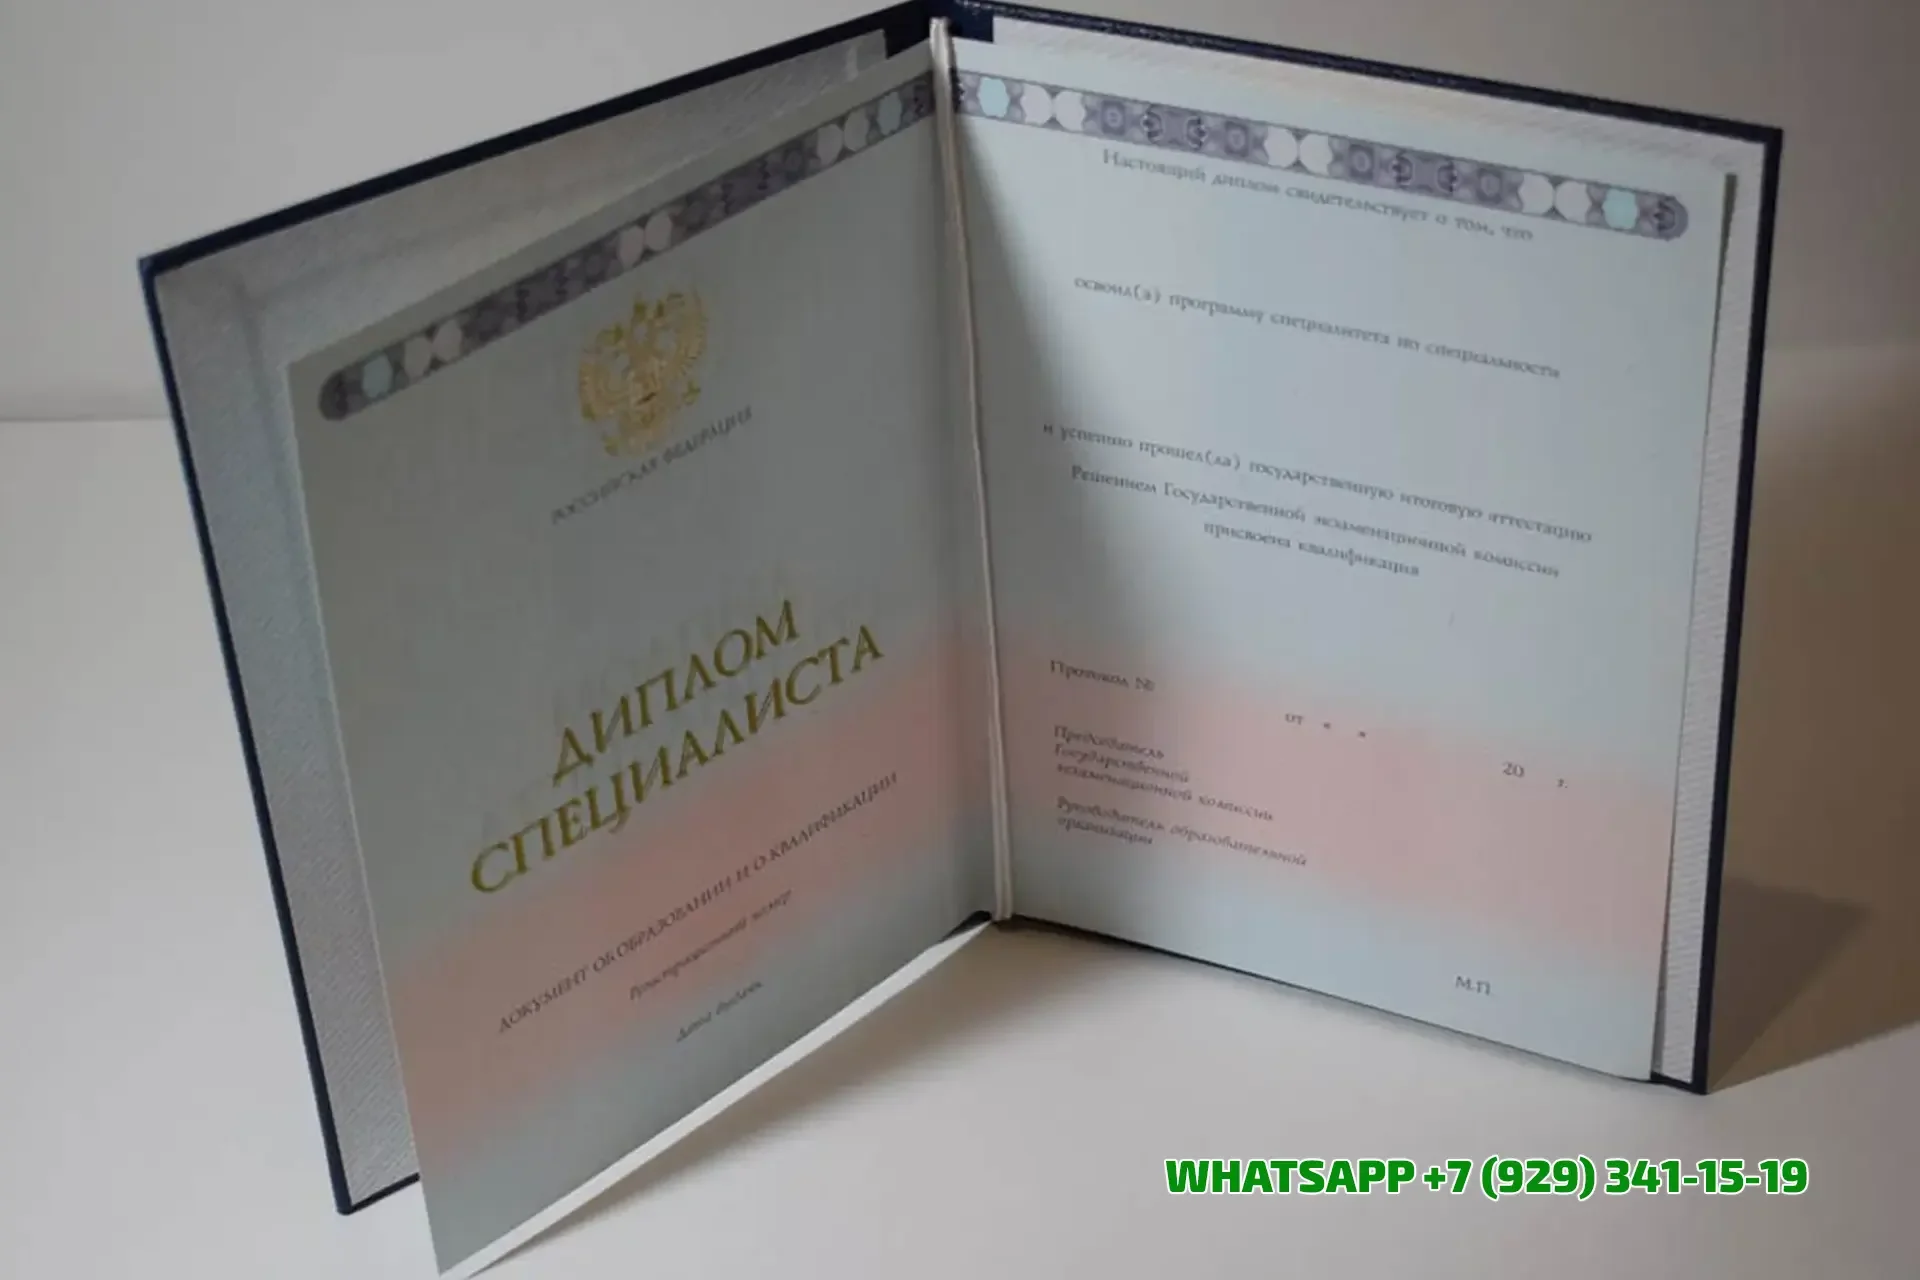 РОССИЙСКАЯ ФЕДЕРАЦИЯ
ДИПЛОМ
СПЕЦИАЛИСТА
ДОКУМЕНТ ОБ ОБРАЗОВАНИИ И О КВАЛИФИКАЦИИ
Регистрационный номер
Дата выдачи
Настоящий диплом свидетельствует о том, что
освоил(а) программу специалитета по специальности
и успешно прошел(ла) государственную итоговую аттестацию
Решением Государственной экзаменационной комиссии
присвоена квалификация
Протокол №
от « »
20 г.
Председатель
Государственной
экзаменационной комиссии
Руководитель образовательной
организации
М.П.
WHATSAPP +7 (929) 341-15-19